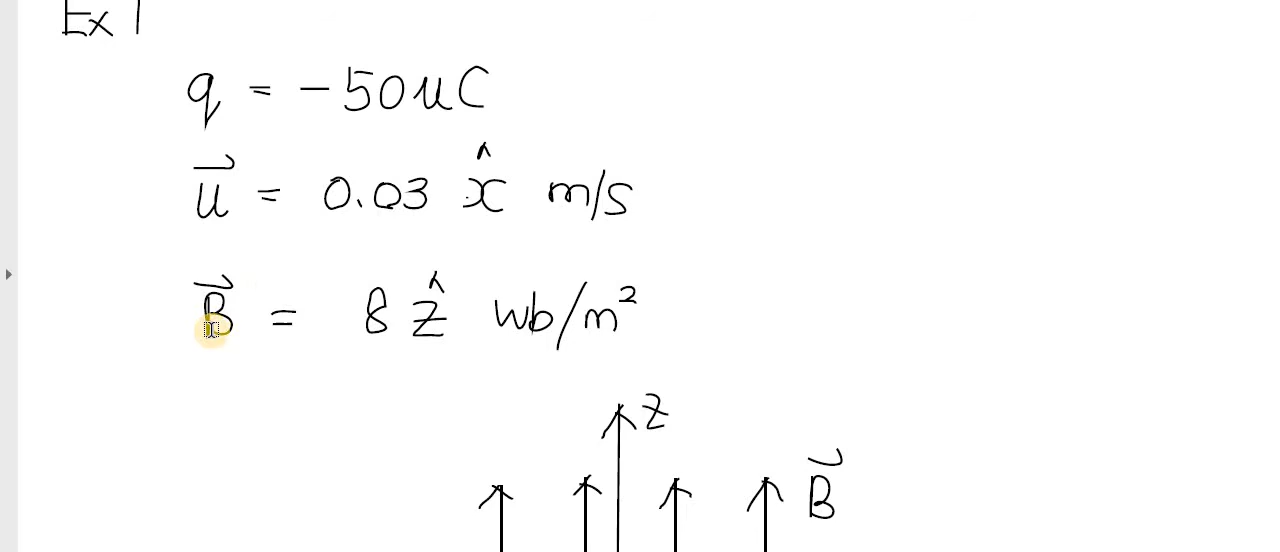 Ex 1
q = -50uC
u⃗ = 0.03 x̂ m/s
B⃗ = 8 ẑ wb/m²
z
B⃗